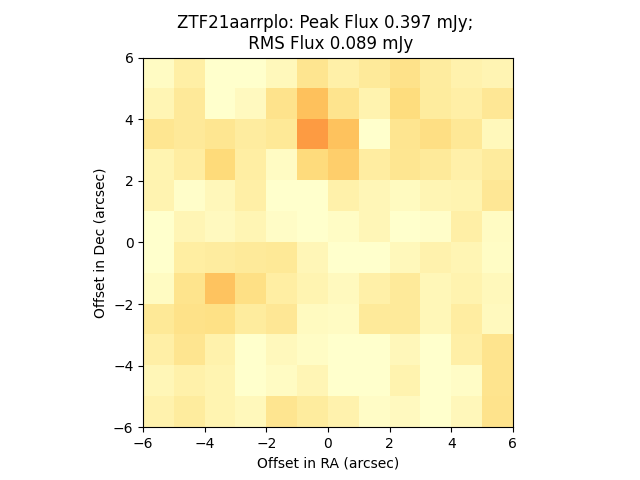 ZTF21aarrplo: Peak Flux 0.397 mJy;
RMS Flux 0.089 mJy
6
4
2
0
−2
−4
−6
Offset in Dec (arcsec)
−6 −4 −2 0 2 4 6
Offset in RA (arcsec)